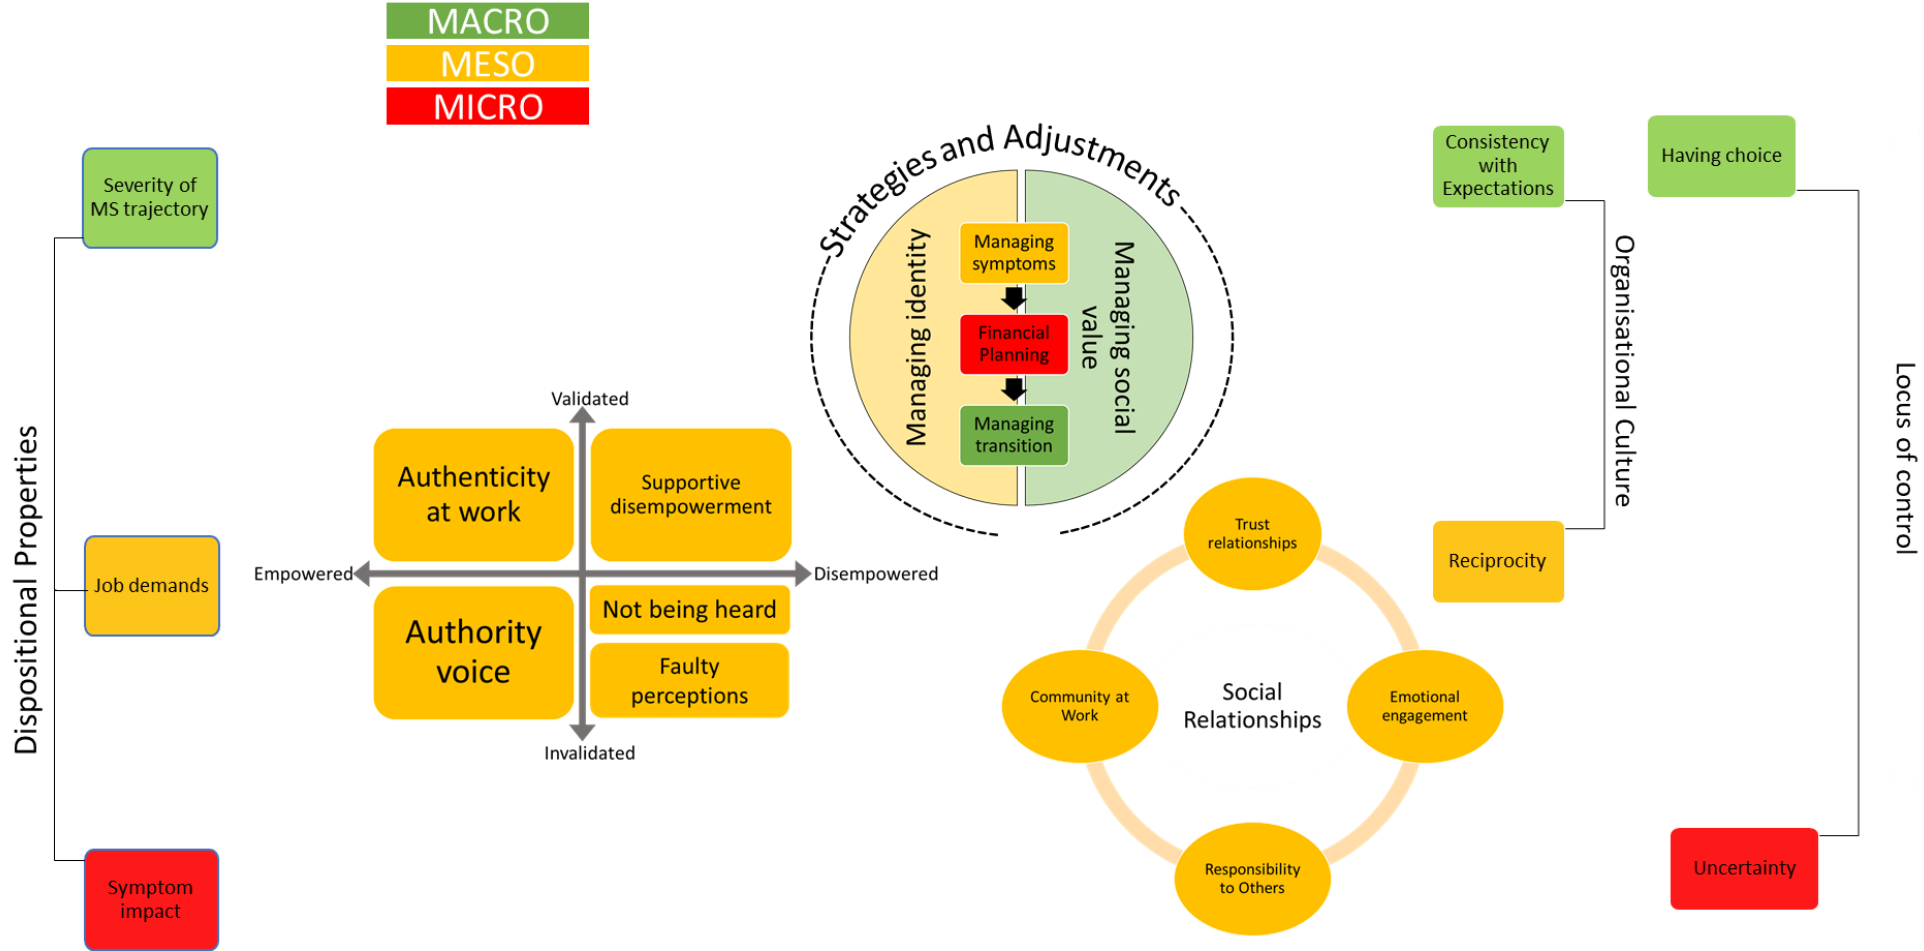 MACRO
MESO
MICRO
Dispositional Properties
Severity of
MS trajectory
Job demands
Symptom
impact
Validated
Empowered
Disempowered
Invalidated
Authenticity
at work
Supportive
disempowerment
Authority
voice
Not being heard
Faulty
perceptions
Strategies and Adjustments
Managing identity
Managing social
value
Managing
symptoms
Financial
Planning
Managing
transition
Social
Relationships
Trust
relationships
Community at
Work
Emotional
engagement
Responsibility
to Others
Consistency
with
Expectations
Reciprocity
Organisational Culture
Having choice
Uncertainty
Locus of control